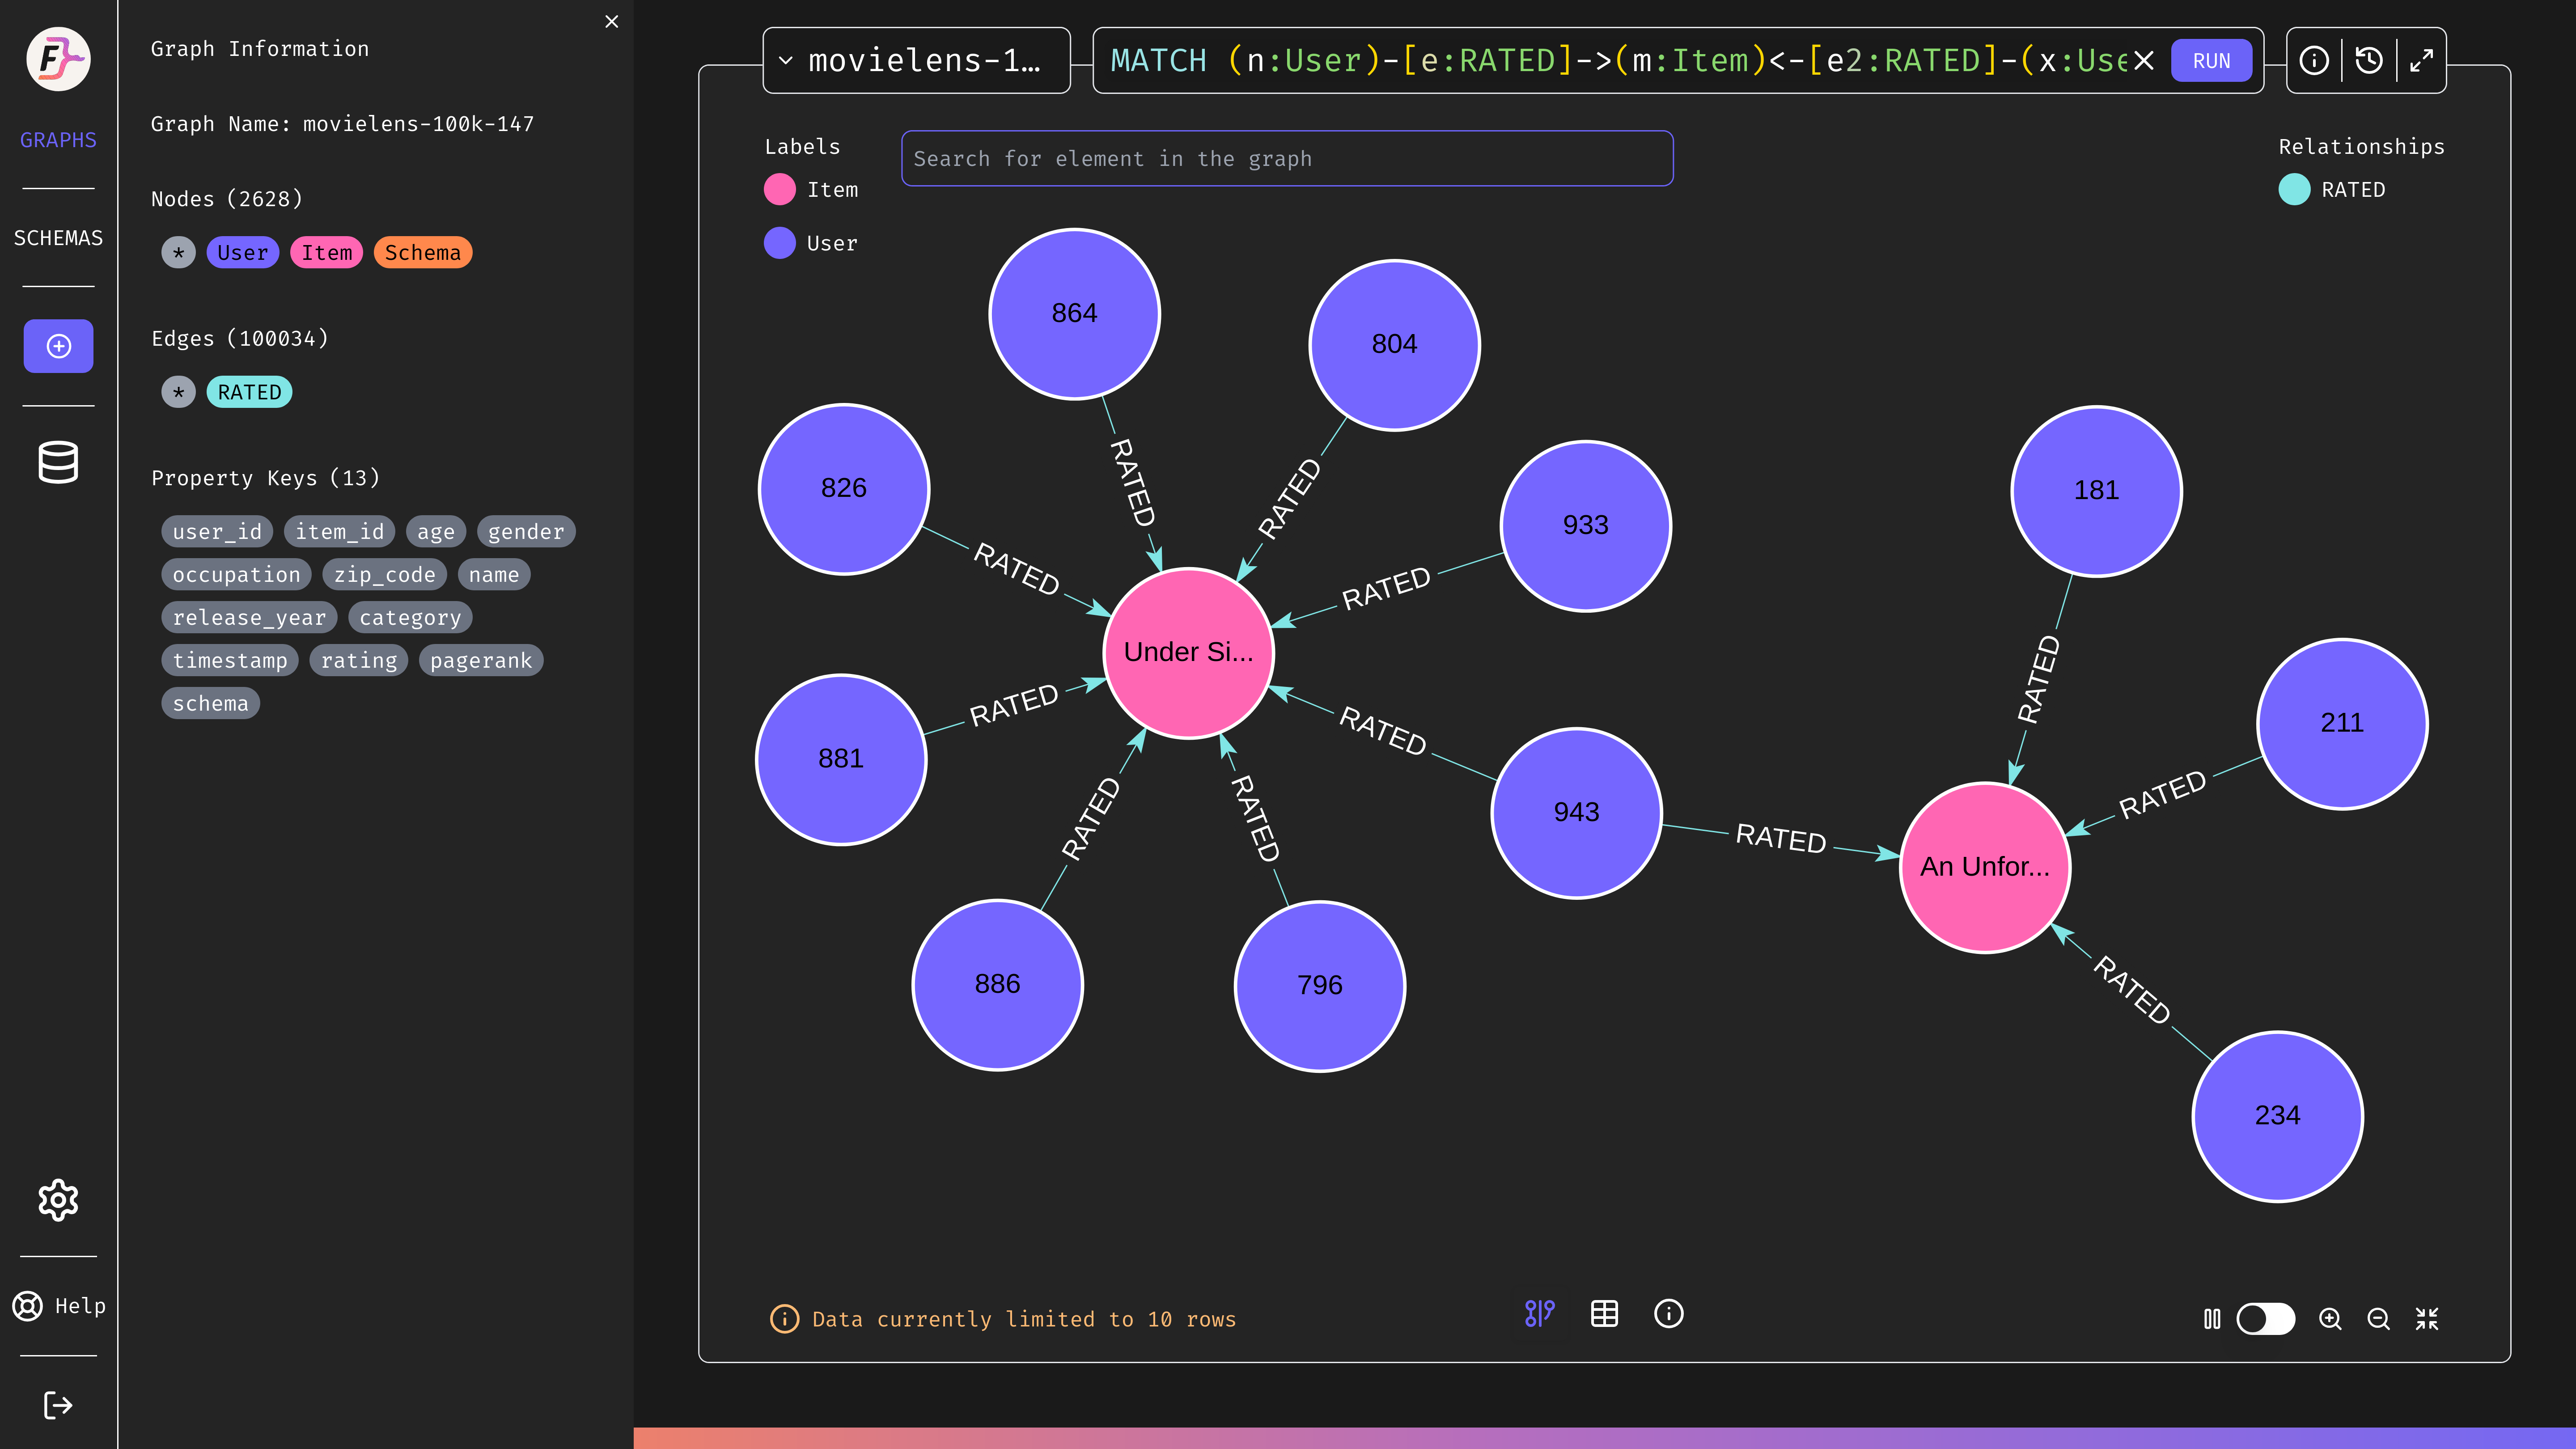 F
GRAPHS
SCHEMAS
Help
Graph Information
Graph Name: movielens-100k-147
Nodes (2628)
* User Item Schema
Edges (100034)
* RATED
Property Keys (13)
user_id item_id age gender
occupation zip_code name
release_year category
timestamp rating pagerank
schema
movielens-1…
MATCH (n:User)-[e:RATED]->(m:Item)<-[e2:RATED]-(x:Use
RUN
Labels
Item
User
Search for element in the graph
Relationships
RATED
864
804
826
933
181
RATED
RATED
RATED
RATED
Under Si...
RATED
211
881
RATED
RATED
943
RATED
RATED
RATED
RATED
RATED
An Unfor...
886
796
RATED
234
Data currently limited to 10 rows